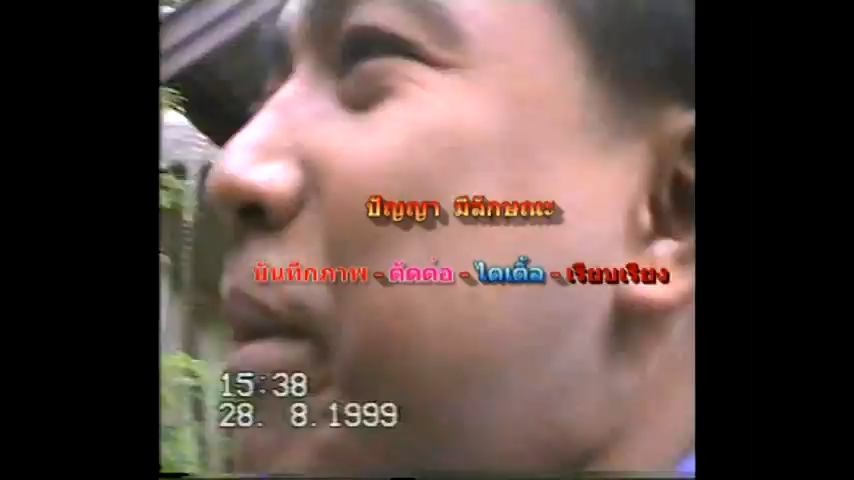 ปัญญา มีลักษณะ
บันทึกภาพ - ตัดต่อ - ไตเติ้ล - เรียบเรียง
15:38
28. 8.1999